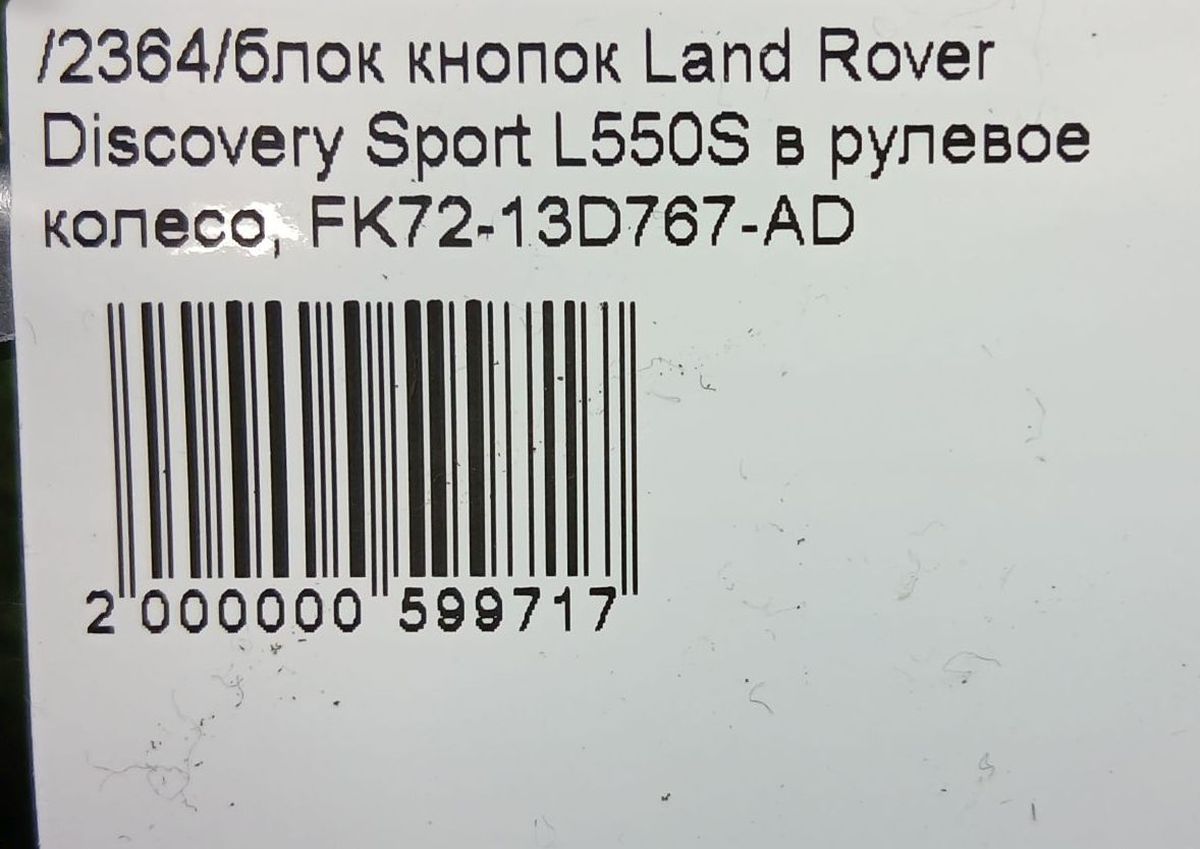 /2364/блок кнопок Land Rover
Discovery Sport L550S в рулевое
колесо, FK72-13D767-AD
2 000000 599717